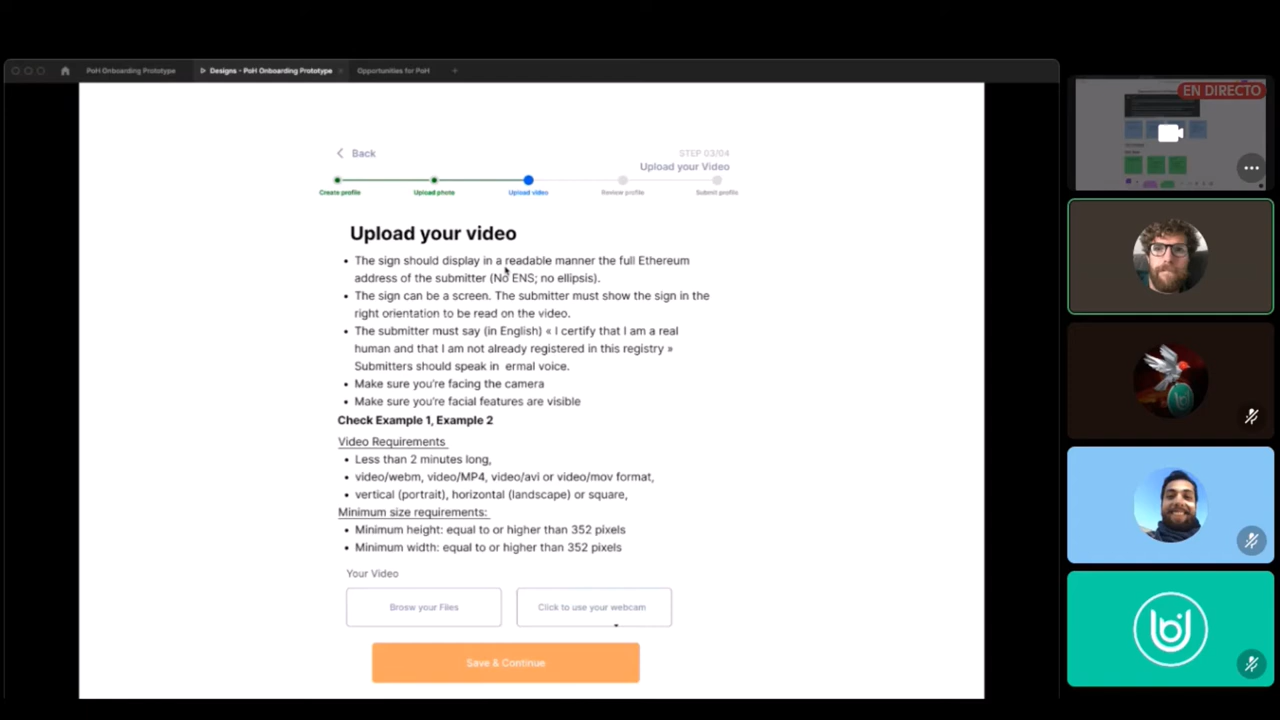 PoH Onboarding Prototype
Designs - PoH Onboarding Prototype
Opportunities for PoH
EN DIRECTO
Back
STEP 03/04
Upload your Video
Create profile
Upload photo
Upload video
Review profile
Submit profile
Upload your video
The sign should display in a readable manner the full Ethereum
address of the submitter (No ENS; no ellipsis).
The sign can be a screen. The submitter must show the sign in the
right orientation to be read on the video.
The submitter must say (in English) « I certify that I am a real
human and that I am not already registered in this registry »
Submitters should speak in ermal voice.
Make sure you're facing the camera
Make sure you're facial features are visible
Check Example 1, Example 2
Video Requirements
Less than 2 minutes long,
video/webm, video/MP4, video/avi or video/mov format,
vertical (portrait), horizontal (landscape) or square,
Minimum size requirements:
Minimum height: equal to or higher than 352 pixels
Minimum width: equal to or higher than 352 pixels
Your Video
Brosw your Files
Click to use your webcam
Save & Continue